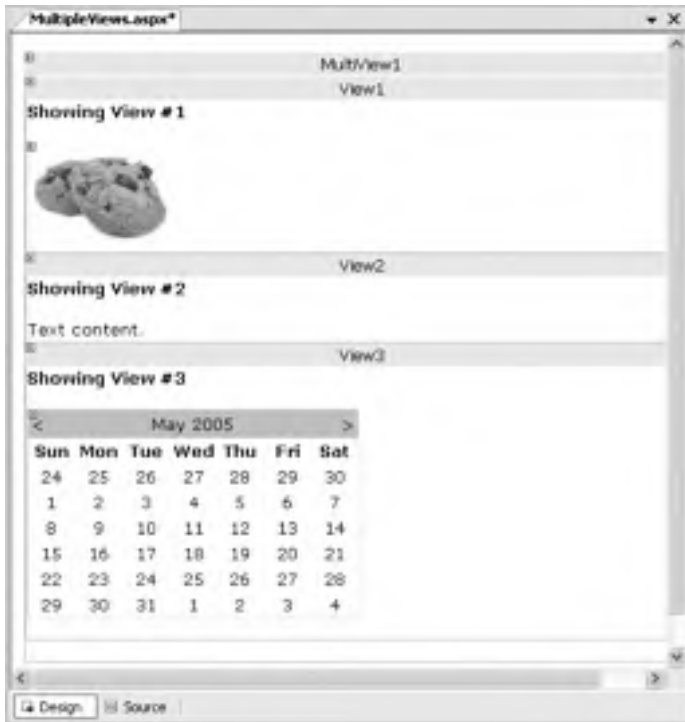 MultipleViews.aspx*
MultiView1
View1
Showing View #1
View2
Showing View #2
Text content.
View3
Showing View #3
< May 2005 >
Sun Mon Tue Wed Thu Fri Sat
24 25 26 27 28 29 30
1 2 3 4 5 6 7
8 9 10 11 12 13 14
15 16 17 18 19 20 21
22 23 24 25 26 27 28
29 30 31 1 2 3 4
Design Source